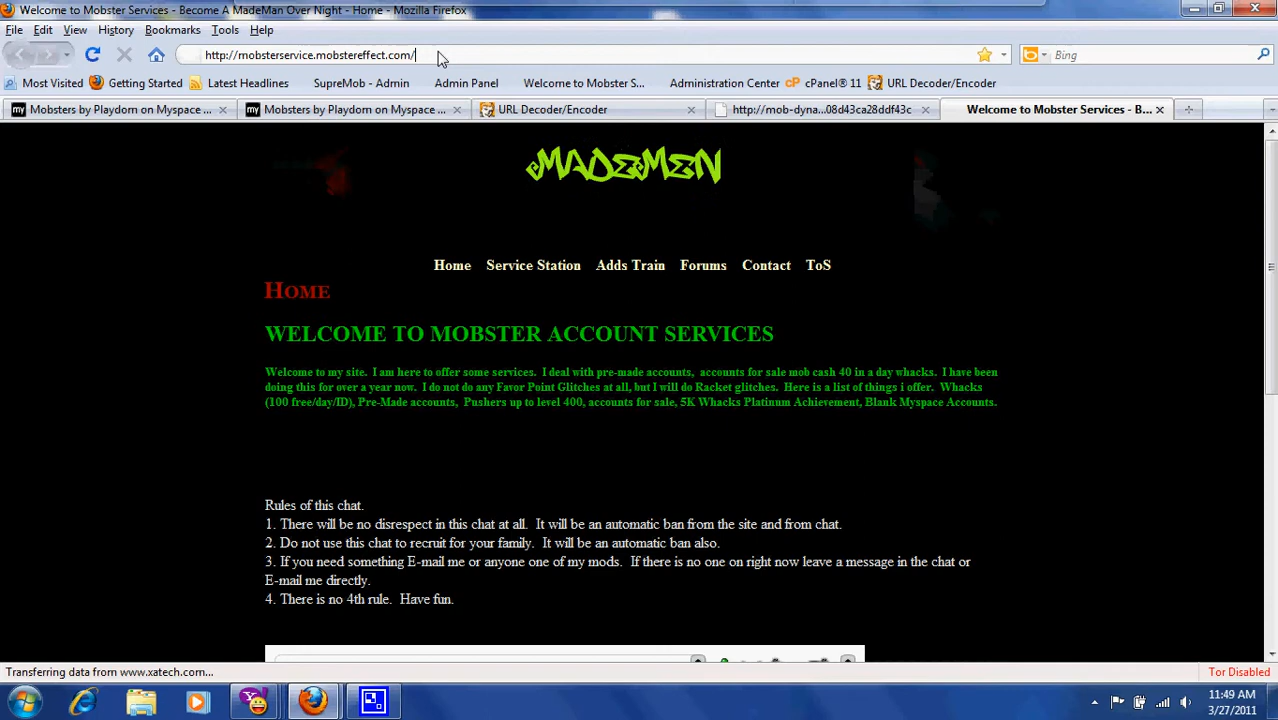 Welcome to Mobster Services - Become A MadeMan Over Night - Home - Mozilla Firefox
File Edit View History Bookmarks Tools Help
http://mobsterservice.mobstereffect.com/
Bing
Most Visited Getting Started Latest Headlines SupreMob - Admin Admin Panel Welcome to Mobster S... Administration Center cP cPanel® 11 URL Decoder/Encoder
my Mobsters by Playdom on Myspace ... my Mobsters by Playdom on Myspace ... URL Decoder/Encoder http://mob-dyna...08d43ca28ddf43c Welcome to Mobster Services - B...
MADEMEN
Home Service Station Adds Train Forums Contact ToS
HOME
WELCOME TO MOBSTER ACCOUNT SERVICES
Welcome to my site. I am here to offer some services. I deal with pre-made accounts, accounts for sale mob cash 40 in a day whacks. I have been
doing this for over a year now. I do not do any Favor Point Glitches at all, but I will do Racket glitches. Here is a list of things i offer. Whacks
(100 free/day/ID), Pre-Made accounts, Pushers up to level 400, accounts for sale, 5K Whacks Platinum Achievement, Blank Myspace Accounts.
Rules of this chat.
1. There will be no disrespect in this chat at all. It will be an automatic ban from the site and from chat.
2. Do not use this chat to recruit for your family. It will be an automatic ban also.
3. If you need something E-mail me or anyone one of my mods. If there is no one on right now leave a message in the chat or
E-mail me directly.
4. There is no 4th rule. Have fun.
Transferring data from www.xatech.com...
Tor Disabled
11:49 AM
3/27/2011